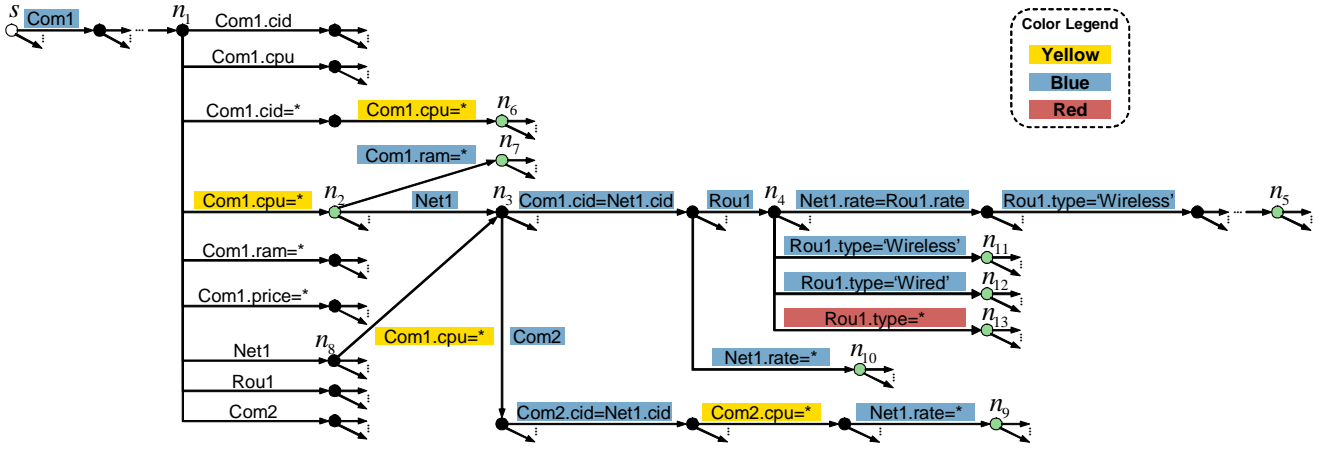 s
Com1
n1
Com1.cid
Com1.cpu
Com1.cid=*
Com1.cpu=*
n6
Com1.ram=*
n7
Com1.cpu=*
n2
Net1
n3
Com1.cid=Net1.cid
Rou1
n4
Net1.rate=Rou1.rate
Rou1.type=‘Wireless’
n5
Com1.ram=*
Rou1.type=‘Wireless’
n11
Com1.price=*
Rou1.type=‘Wired’
n12
Rou1.type=*
n13
Net1
n8
Com1.cpu=*
Com2
Net1.rate=*
n10
Rou1
Com2
Com2.cid=Net1.cid
Com2.cpu=*
Net1.rate=*
n9
Color Legend
Yellow
Blue
Red